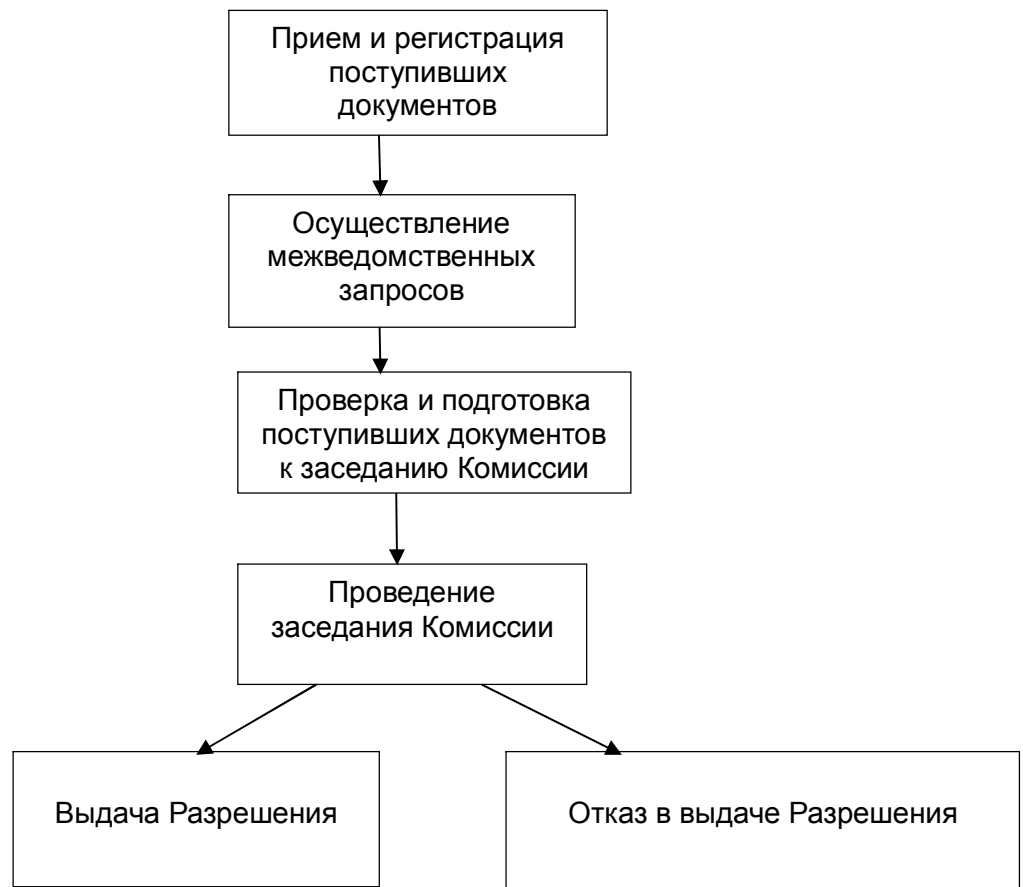 Прием и регистрация
поступивших
документов
Осуществление
межведомственных
запросов
Проверка и подготовка
поступивших документов
к заседанию Комиссии
Проведение
заседания Комиссии
Выдача Разрешения
Отказ в выдаче Разрешения